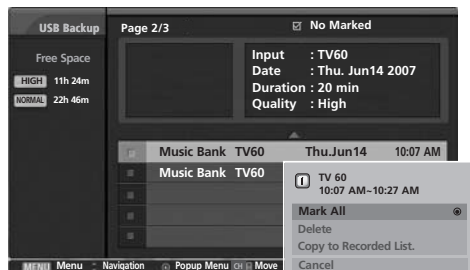 USB Backup
Page 2/3
No Marked
Free Space
HIGH 11h 24m
NORMAL 22h 46m
Input : TV60
Date : Thu. Jun14 2007
Duration : 20 min
Quality : High
Music Bank TV60 Thu.Jun14 10:07 AM
Music Bank TV60
TV 60
10:07 AM~10:27 AM
Mark All
Delete
Copy to Recorded List.
Cancel
MENU Menu Navigation Popup Menu CH Move